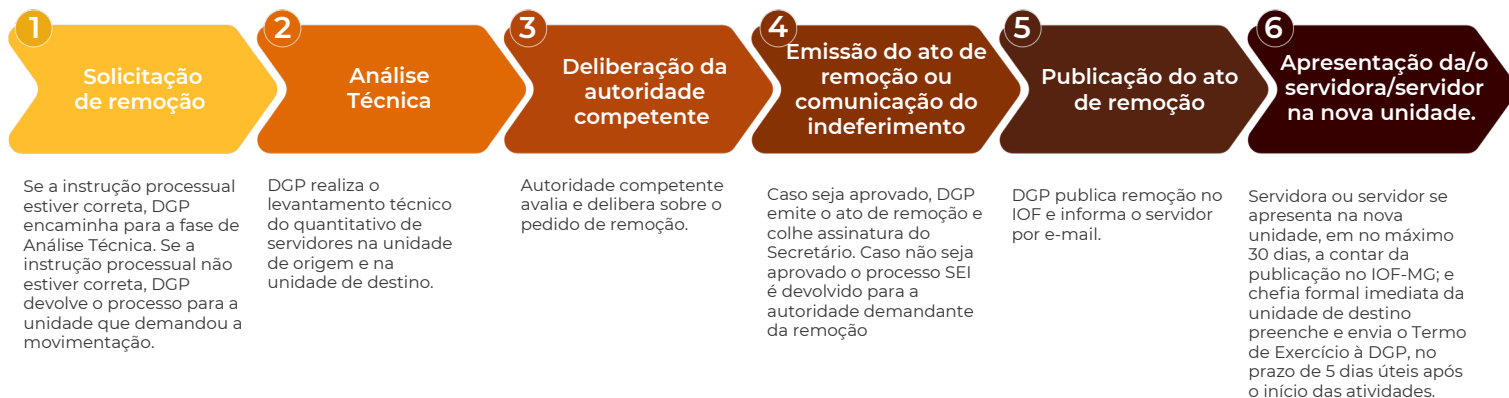 1
Solicitação
de remoção
Se a instrução processual
estiver correta, DGP
encaminha para a fase de
Análise Técnica. Se a
instrução processual não
estiver correta, DGP
devolve o processo para a
unidade que demandou a
movimentação.
2
Análise
Técnica
DGP realiza o
levantamento técnico
do quantitativo de
servidores na unidade
de origem e na
unidade de destino.
3
Deliberação da
autoridade
competente
Autoridade competente
avalia e delibera sobre o
pedido de remoção.
4
Emissão do ato de
remoção ou
comunicação do
indeferimento
Caso seja aprovado, DGP
emite o ato de remoção e
colhe assinatura do
Secretário. Caso não seja
aprovado o processo SEI
é devolvido para a
autoridade demandante
da remoção
5
Publicação do ato
de remoção
DGP publica remoção no
IOF e informa o servidor
por e-mail.
6
Apresentação da/o
servidora/servidor
na nova unidade.
Servidora ou servidor se
apresenta na nova
unidade, em no máximo
30 dias, a contar da
publicação no IOF-MG; e
chefia formal imediata da
unidade de destino
preenche e envia o Termo
de Exercício à DGP, no
prazo de 5 dias úteis após
o início das atividades.